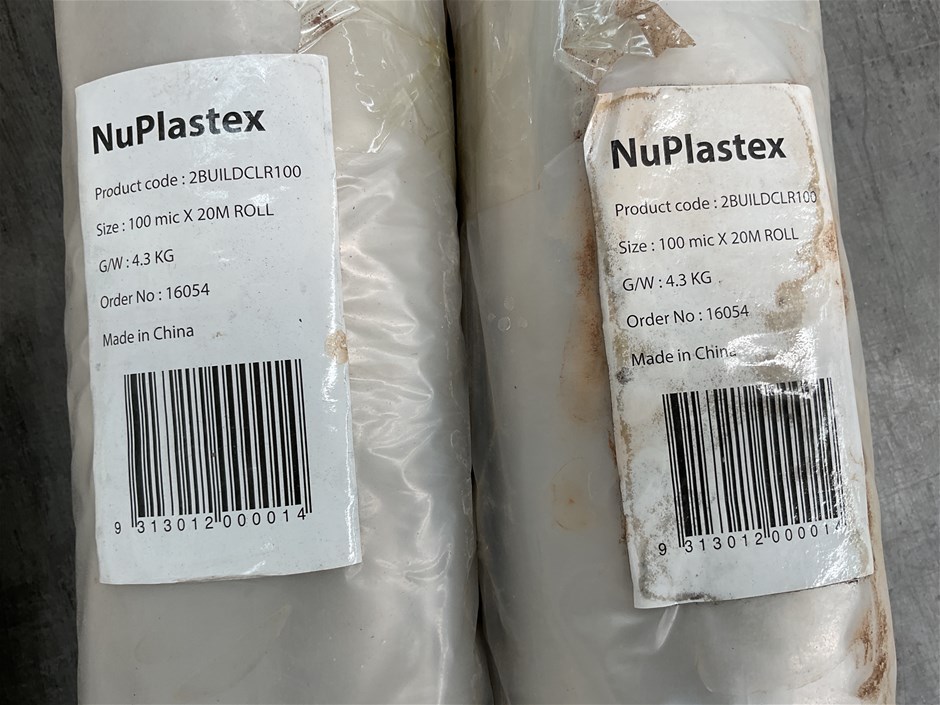 NuPlastex
Product code : 2BUILDCLR100
Size : 100 mic X 20M ROLL
G/W : 4.3 KG
Order No : 16054
Made in China
9 313012 000014
NuPlastex
Product code : 2BUILDCLR100
Size : 100 mic X 20M ROLL
G/W : 4.3 KG
Order No : 16054
Made in China
9 313012 000014